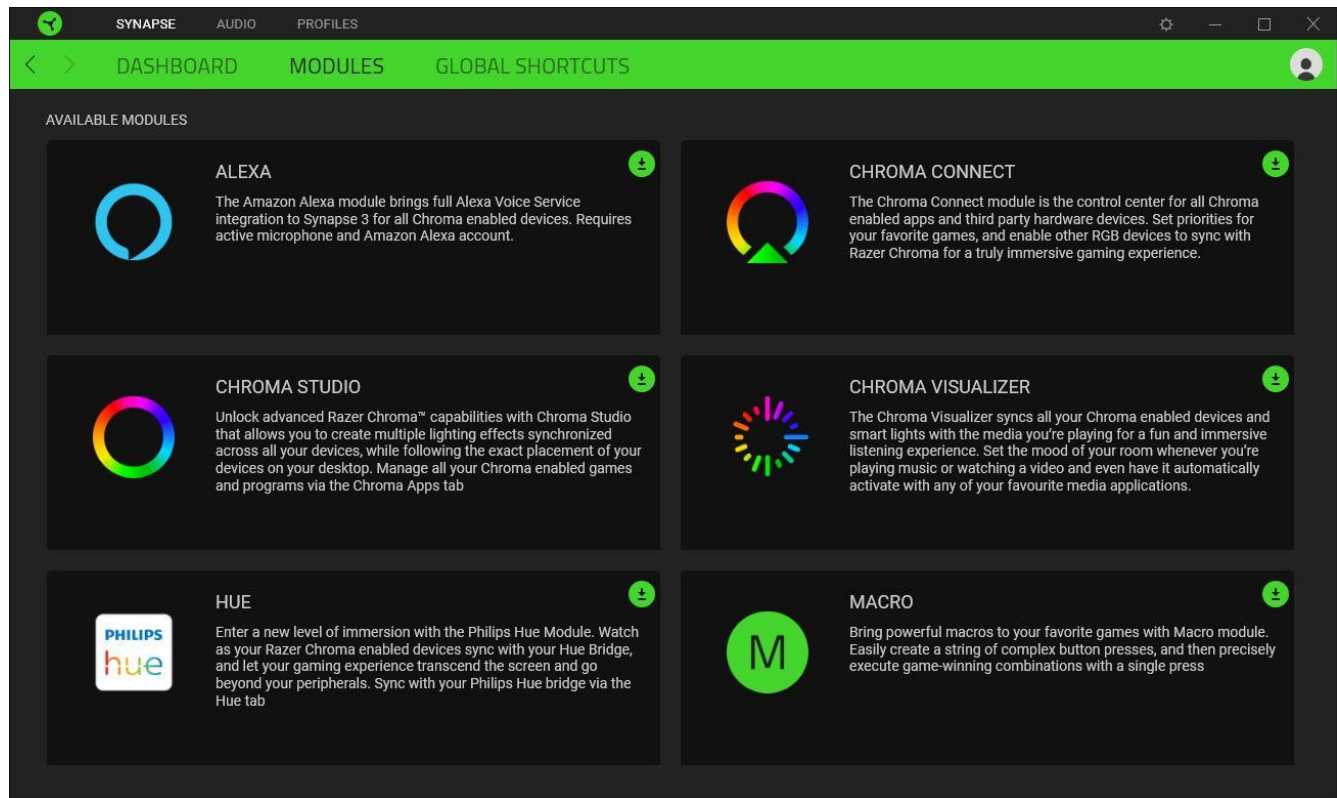 SYNAPSE AUDIO PROFILES
DASHBOARD MODULES GLOBAL SHORTCUTS
AVAILABLE MODULES
ALEXA
The Amazon Alexa module brings full Alexa Voice Service
integration to Synapse 3 for all Chroma enabled devices. Requires
active microphone and Amazon Alexa account.
CHROMA CONNECT
The Chroma Connect module is the control center for all Chroma
enabled apps and third party hardware devices. Set priorities for
your favorite games, and enable other RGB devices to sync with
Razer Chroma for a truly immersive gaming experience.
CHROMA STUDIO
Unlock advanced Razer Chroma™ capabilities with Chroma Studio
that allows you to create multiple lighting effects synchronized
across all your devices, while following the exact placement of your
devices on your desktop. Manage all your Chroma enabled games
and programs via the Chroma Apps tab
CHROMA VISUALIZER
The Chroma Visualizer syncs all your Chroma enabled devices and
smart lights with the media you're playing for a fun and immersive
listening experience. Set the mood of your room whenever you're
playing music or watching a video and even have it automatically
activate with any of your favourite media applications.
PHILIPS
hue
HUE
Enter a new level of immersion with the Philips Hue Module. Watch
as your Razer Chroma enabled devices sync with your Hue Bridge,
and let your gaming experience transcend the screen and go
beyond your peripherals. Sync with your Philips Hue bridge via the
Hue tab
M
MACRO
Bring powerful macros to your favorite games with Macro module.
Easily create a string of complex button presses, and then precisely
execute game-winning combinations with a single press